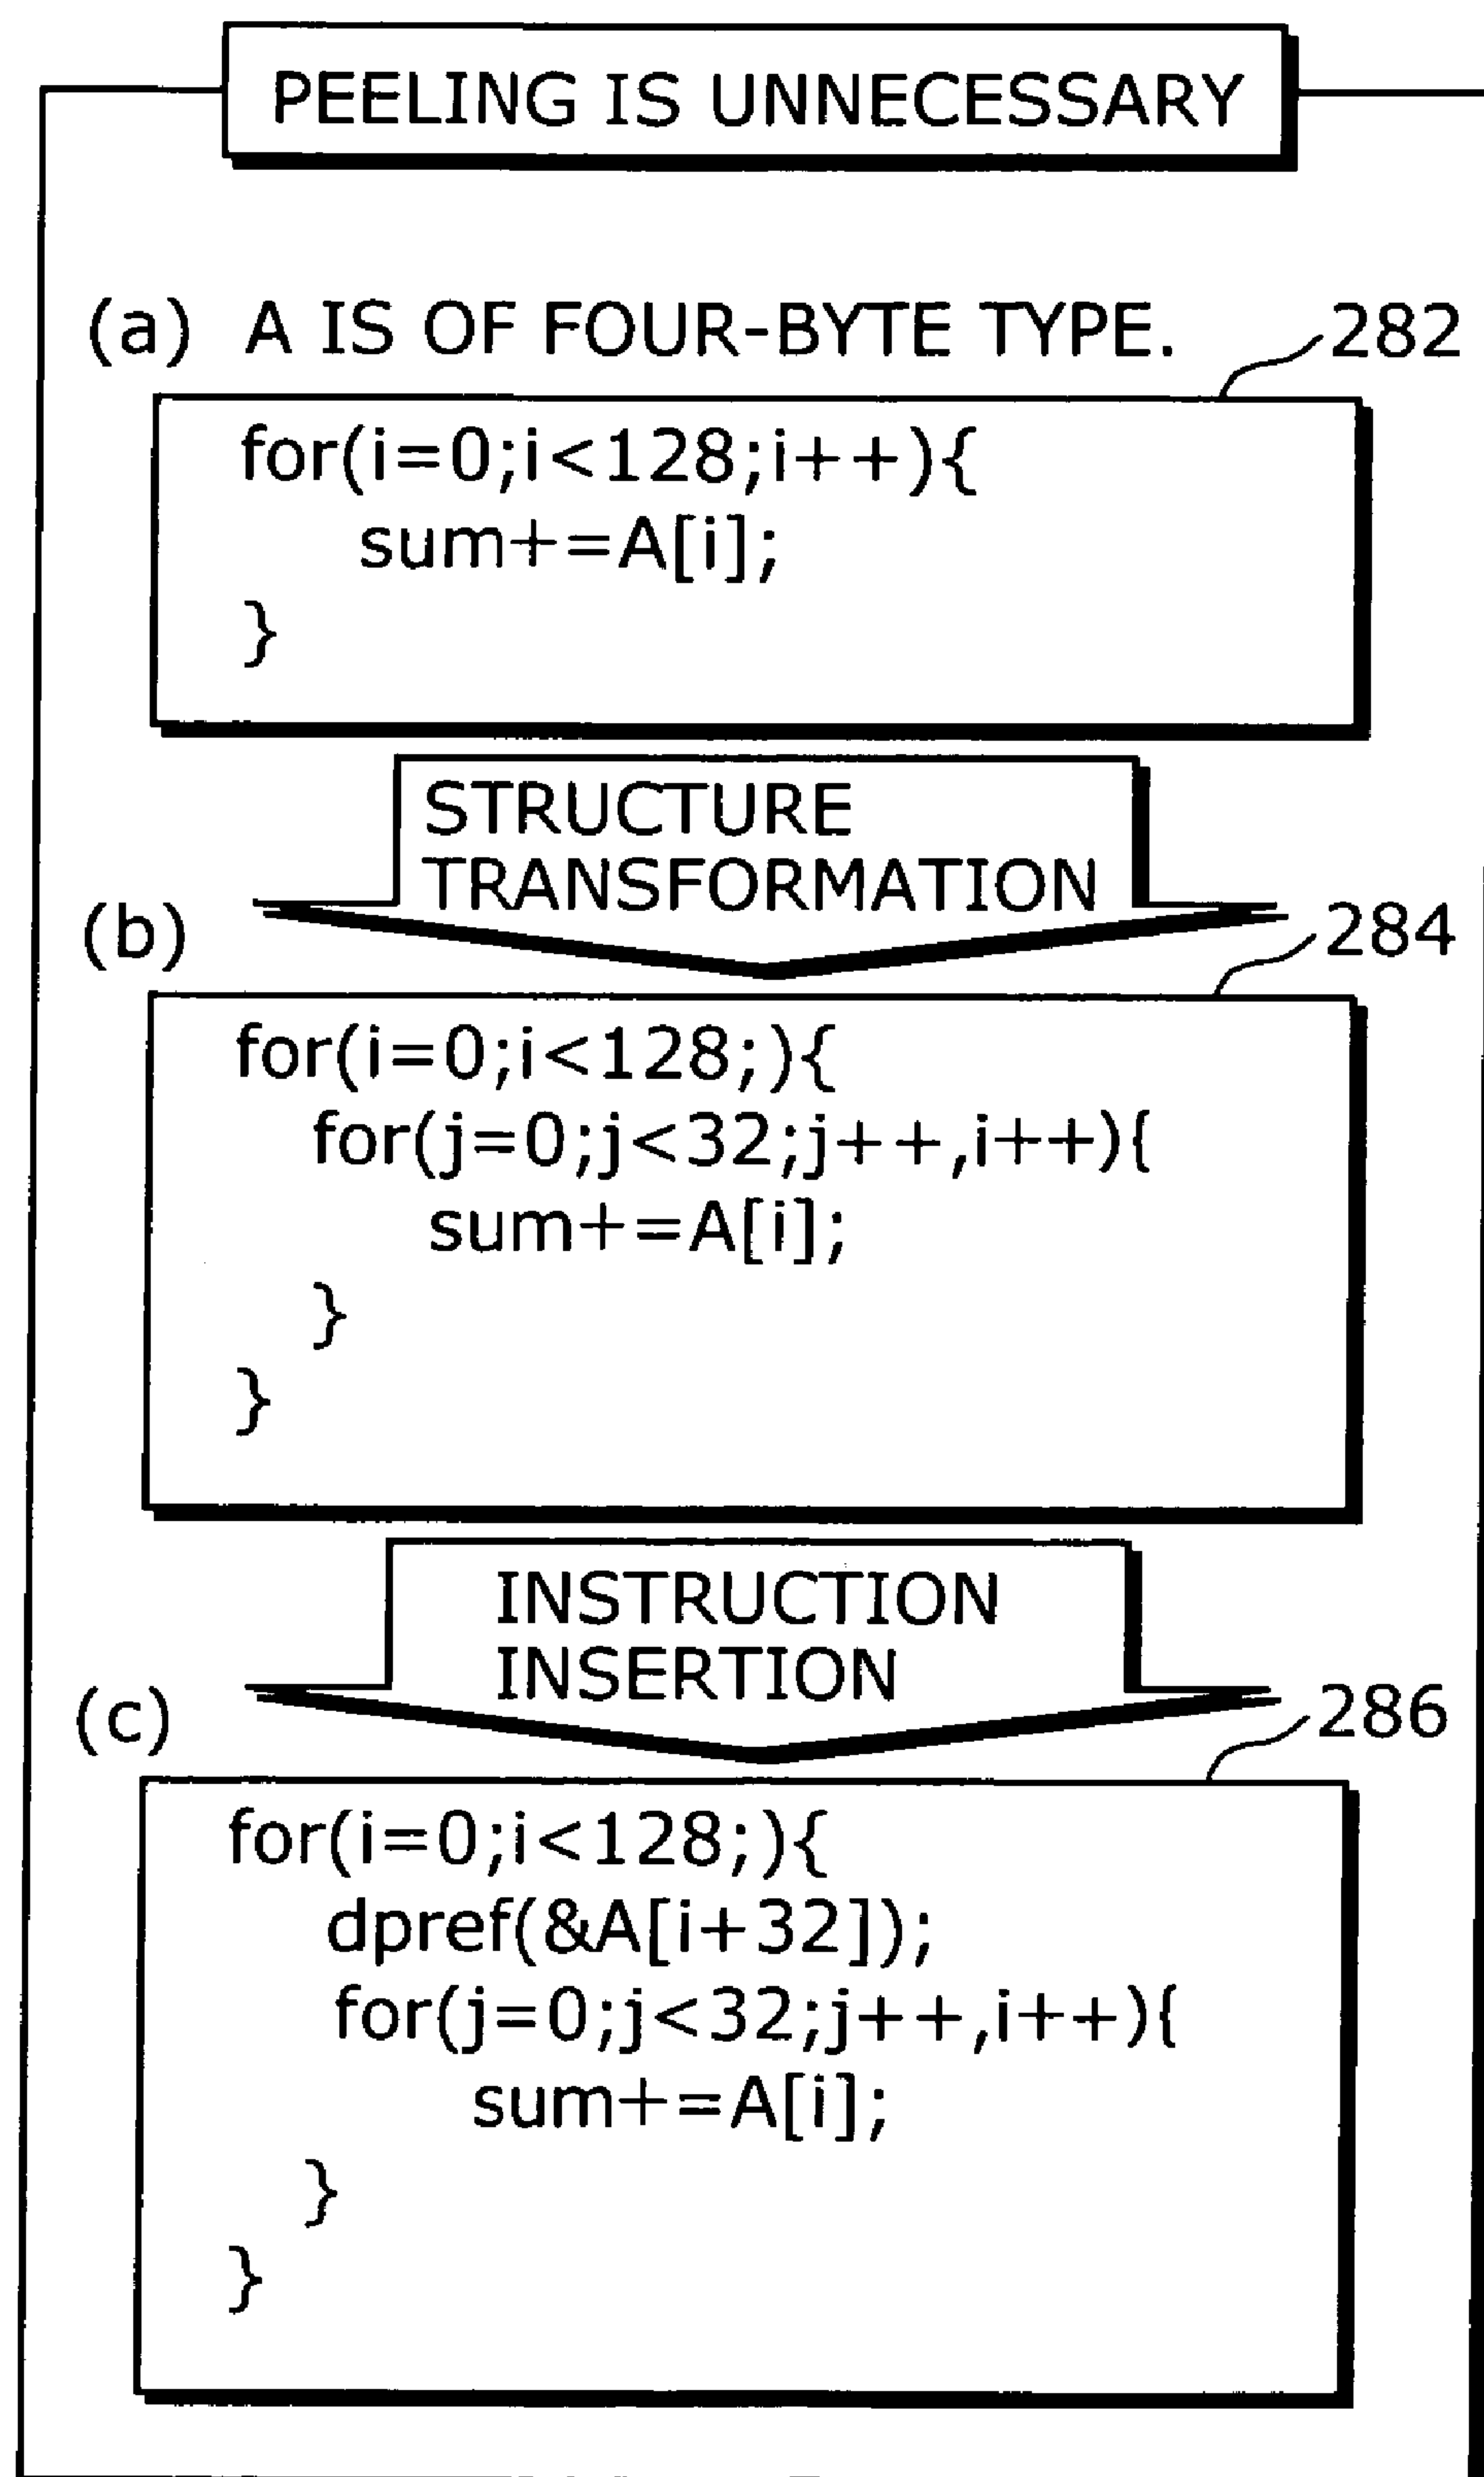 PEELING IS UNNECESSARY
(a) A IS OF FOUR-BYTE TYPE.
282
for(i=0;i<128;i++){
sum+=A[i];
}
STRUCTURE
TRANSFORMATION
(b)
284
for(i=0;i<128;){
for(j=0;j<32;j++,i++){
sum+=A[i];
}
}
INSTRUCTION
INSERTION
(c)
286
for(i=0;i<128;){
dpref(&A[i+32]);
for(j=0;j<32;j++,i++){
sum+=A[i];
}
}